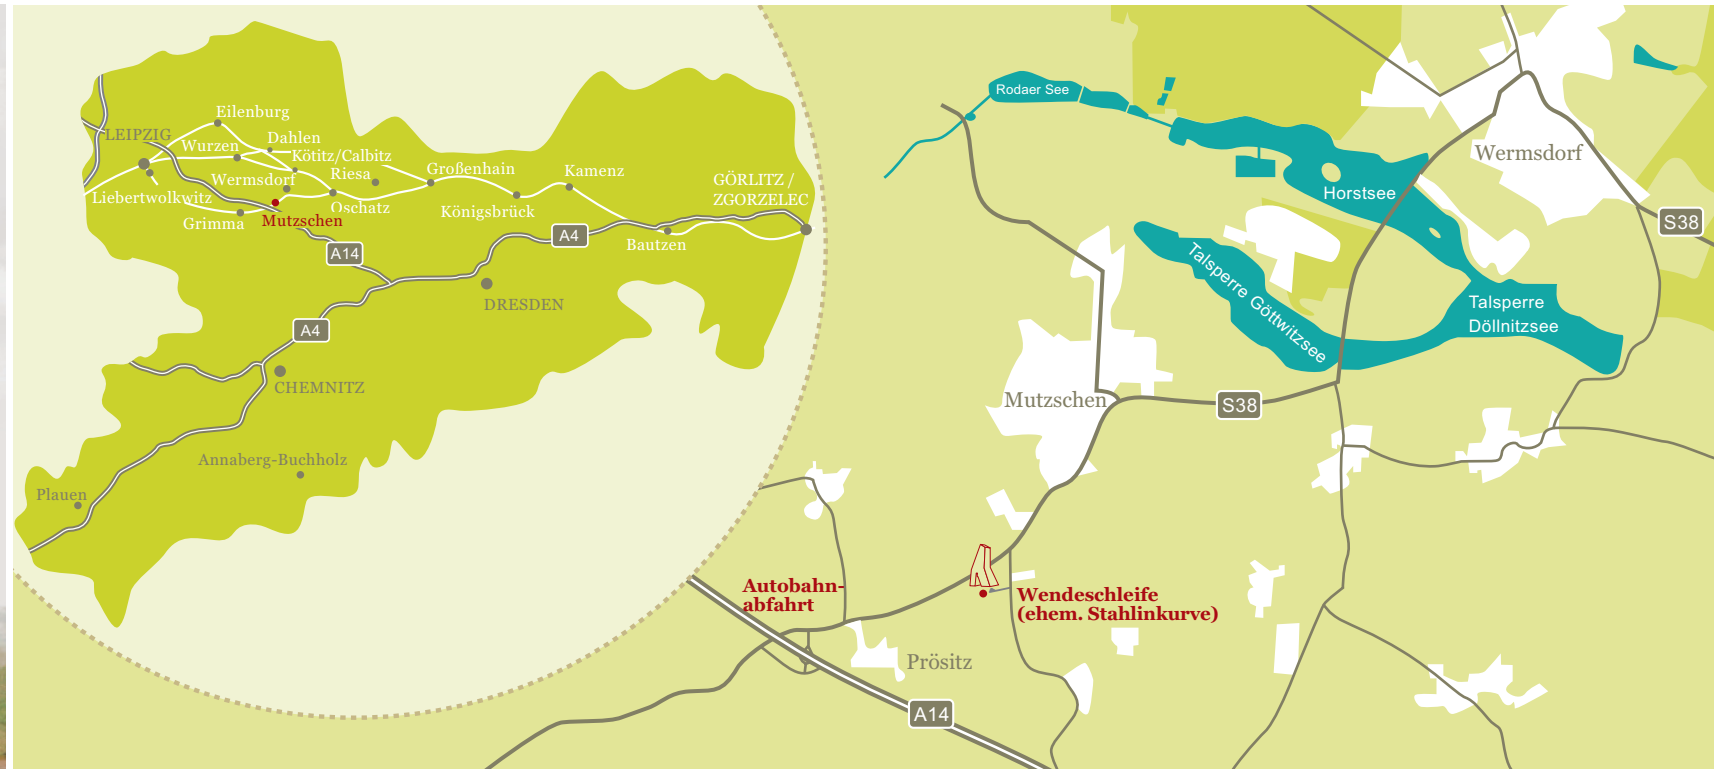 Eilenburg
LEIPZIG
Dahlen
Wurzen
Kötitz/Calbitz
Großenhain
Kamenz
Riesa
Wermsdorf
GÖRLITZ /
ZGORZELEC
Liebertwolkwitz
Oschatz
Königsbrück
Grimma
Mutzschen
Bautzen
A4
A14
DRESDEN
A4
CHEMNITZ
Annaberg-Buchholz
Plauen
Rodaer See
Wermsdorf
Horstsee
S38
Talsperre Göttwitzsee
Talsperre
Döllnitzsee
Mutzschen
S38
Autobahn-
abfahrt
Wendeschleife
(ehem. Stahlinkurve)
Prösitz
A14